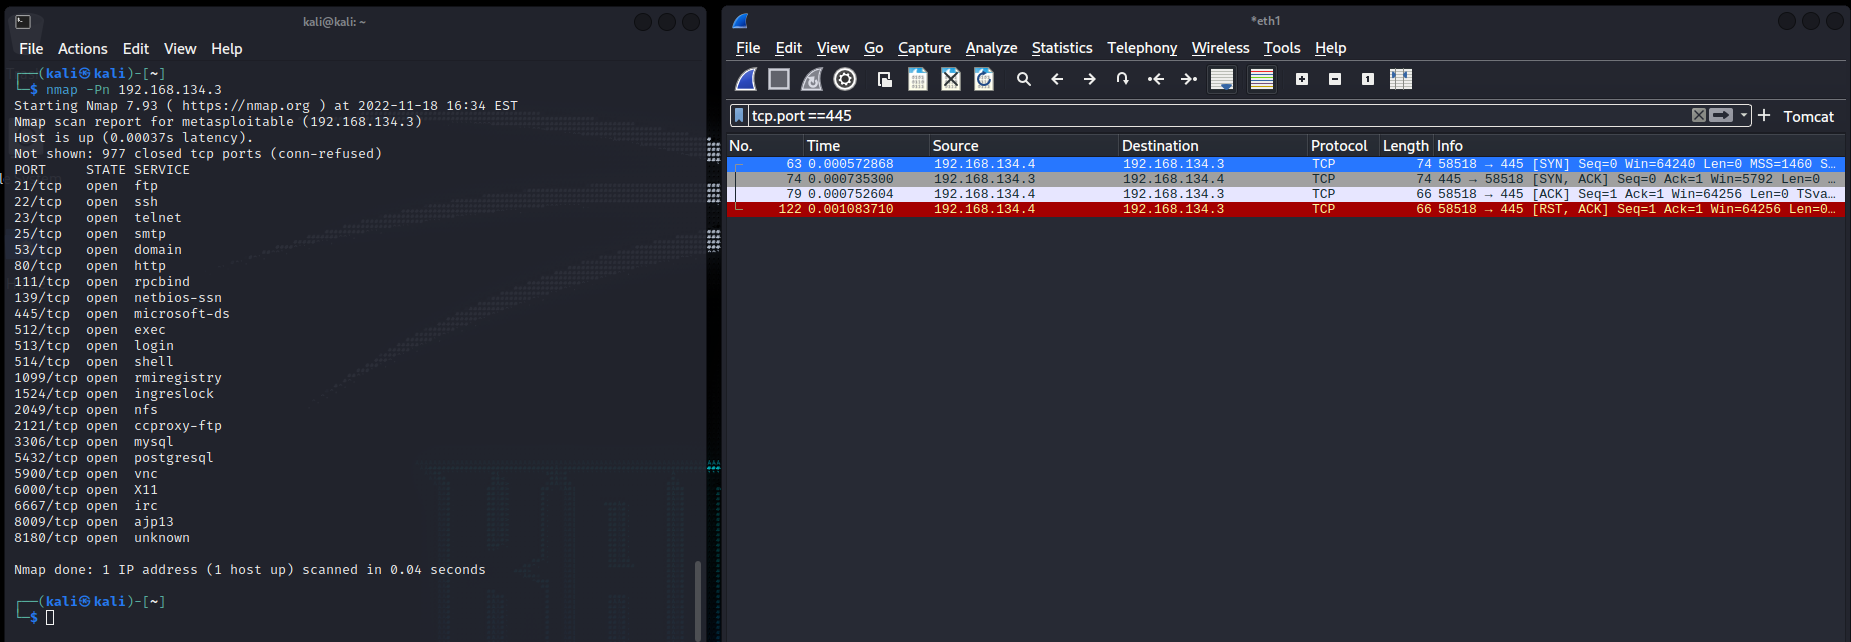 kali@kali: ~
File Actions Edit View Help
┌──(kali㉿kali)-[~]
└─$ nmap -Pn 192.168.134.3
Starting Nmap 7.93 ( https://nmap.org ) at 2022-11-18 16:34 EST
Nmap scan report for metasploitable (192.168.134.3)
Host is up (0.00037s latency).
Not shown: 977 closed tcp ports (conn-refused)
PORT     STATE SERVICE
21/tcp   open  ftp
22/tcp   open  ssh
23/tcp   open  telnet
25/tcp   open  smtp
53/tcp   open  domain
80/tcp   open  http
111/tcp  open  rpcbind
139/tcp  open  netbios-ssn
445/tcp  open  microsoft-ds
512/tcp  open  exec
513/tcp  open  login
514/tcp  open  shell
1099/tcp open  rmiregistry
1524/tcp open  ingreslock
2049/tcp open  nfs
2121/tcp open  ccproxy-ftp
3306/tcp open  mysql
5432/tcp open  postgresql
5900/tcp open  vnc
6000/tcp open  X11
6667/tcp open  irc
8009/tcp open  ajp13
8180/tcp open  unknown
Nmap done: 1 IP address (1 host up) scanned in 0.04 seconds
┌──(kali㉿kali)-[~]
└─$
*eth1
File Edit View Go Capture Analyze Statistics Telephony Wireless Tools Help
tcp.port ==445 + Tomcat
No. Time Source Destination Protocol Length Info
63 0.000572868 192.168.134.4 192.168.134.3 TCP 74 58518 → 445 [SYN] Seq=0 Win=64240 Len=0 MSS=1460 S…
74 0.000735300 192.168.134.3 192.168.134.4 TCP 74 445 → 58518 [SYN, ACK] Seq=0 Ack=1 Win=5792 Len=0 …
79 0.000752604 192.168.134.4 192.168.134.3 TCP 66 58518 → 445 [ACK] Seq=1 Ack=1 Win=64256 Len=0 TSva…
122 0.001083710 192.168.134.4 192.168.134.3 TCP 66 58518 → 445 [RST, ACK] Seq=1 Ack=1 Win=64256 Len=0…